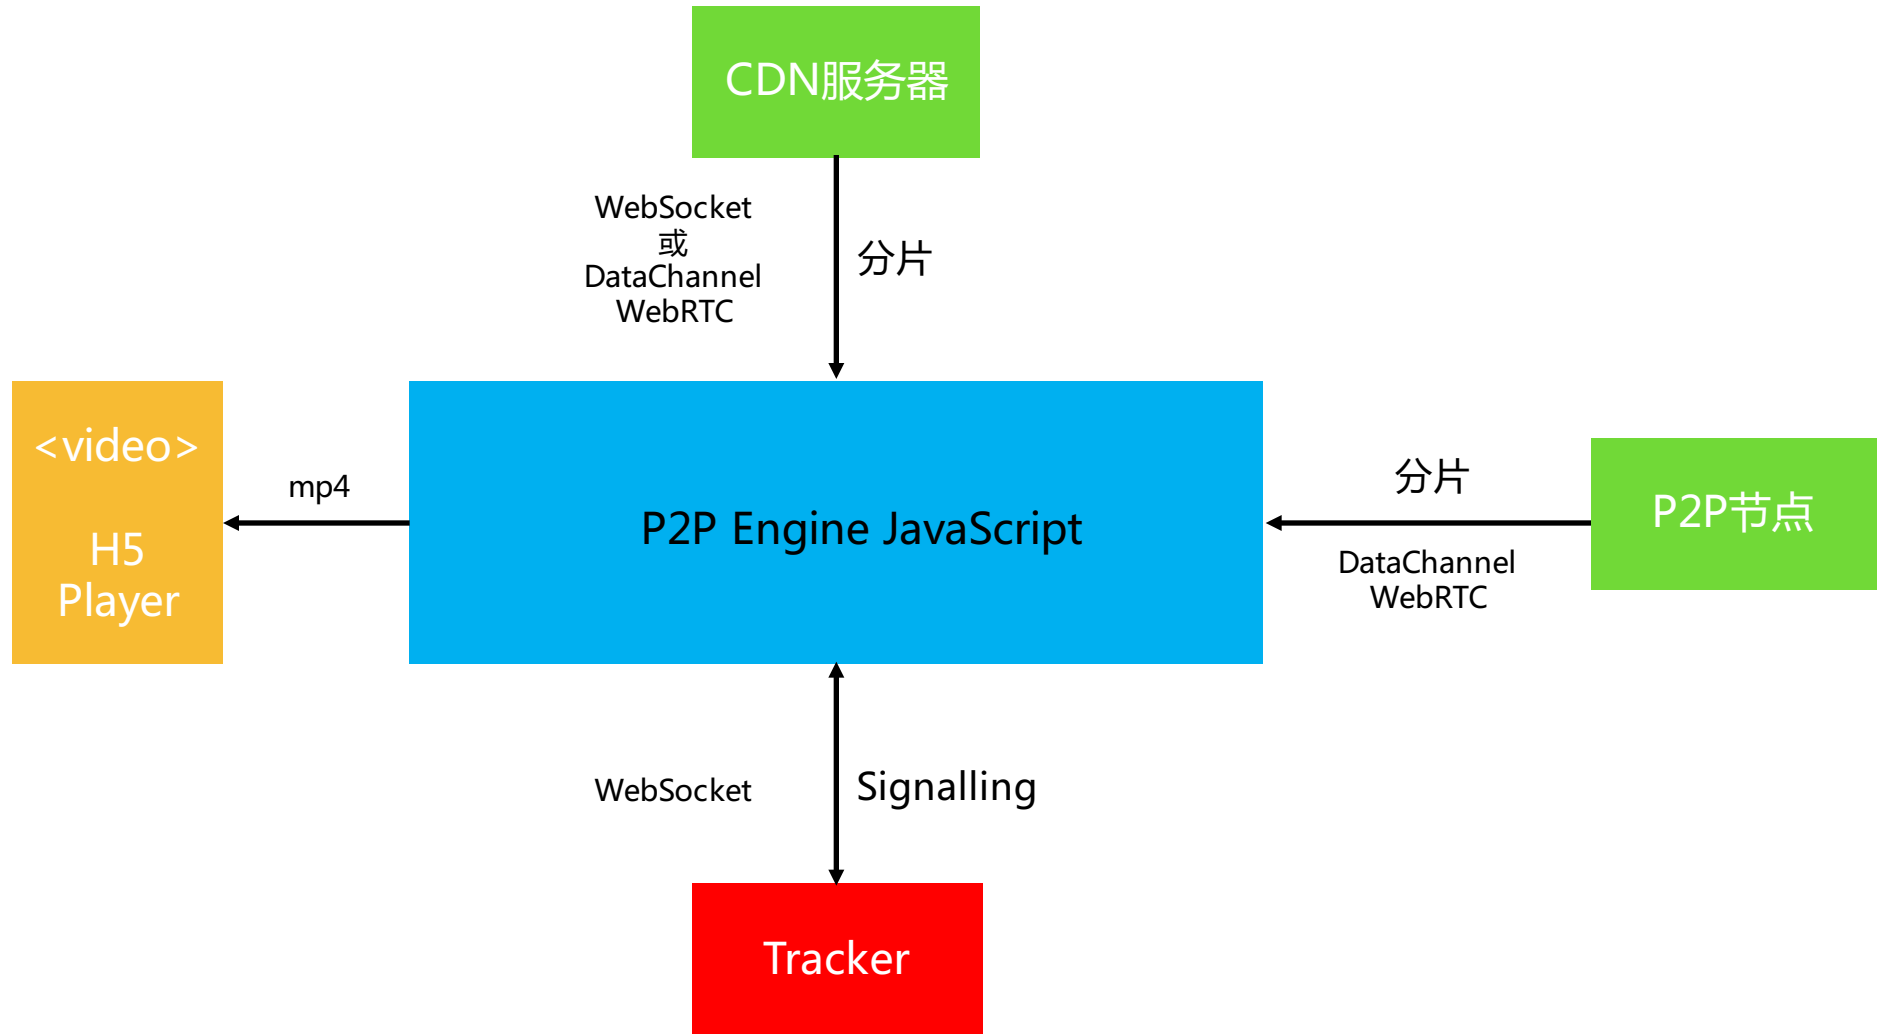 CDN服务器
WebSocket
或
DataChannel
WebRTC
分片
<video>
H5
Player
mp4
P2P Engine JavaScript
分片
DataChannel
WebRTC
P2P节点
WebSocket
Signalling
Tracker